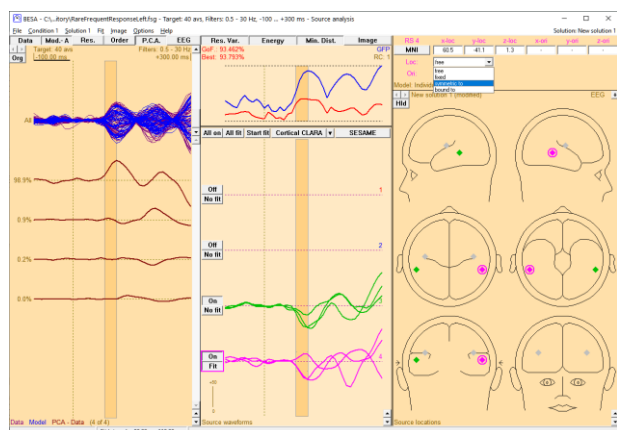 BESA - C:\...itory\RareFrequentResponseLeft.fsg - Target: 40 avs, Filters: 0.5 - 30 Hz, -100 ... +300 ms - Source analysis
File Condition 1 Solution 1 Fit Image Options Help
Solution: New solution 1
Data Mod.- A Res. Order P.C.A. EEG
Org
Target 40 avs
-100.00 ms
Filters: 0.5 - 30 Hz
+300.00 ms
All
98.9%
0.9%
0.2%
0.0%
Data Model PCA - Data (4 of 4)
Res. Var. Energy Min. Dist. Image
GoF: 93.462%
Best: 93.793%
GFP
RC: 1
All on All fit Start fit Cortical CLARA SESAME
Off
No fit
1
Off
No fit
2
On
No fit
3
On
Fit
4
Source waveforms
RS 4 x-loc y-loc z-loc x-ori y-ori z-ori
MNI 60.5 -41.1 1.3 - - -
Loc.: free
Ori.:
free
fixed
symmetric to
bound to
Model: Individ
New solution 1 (modified)
EEG
Hld
Source locations